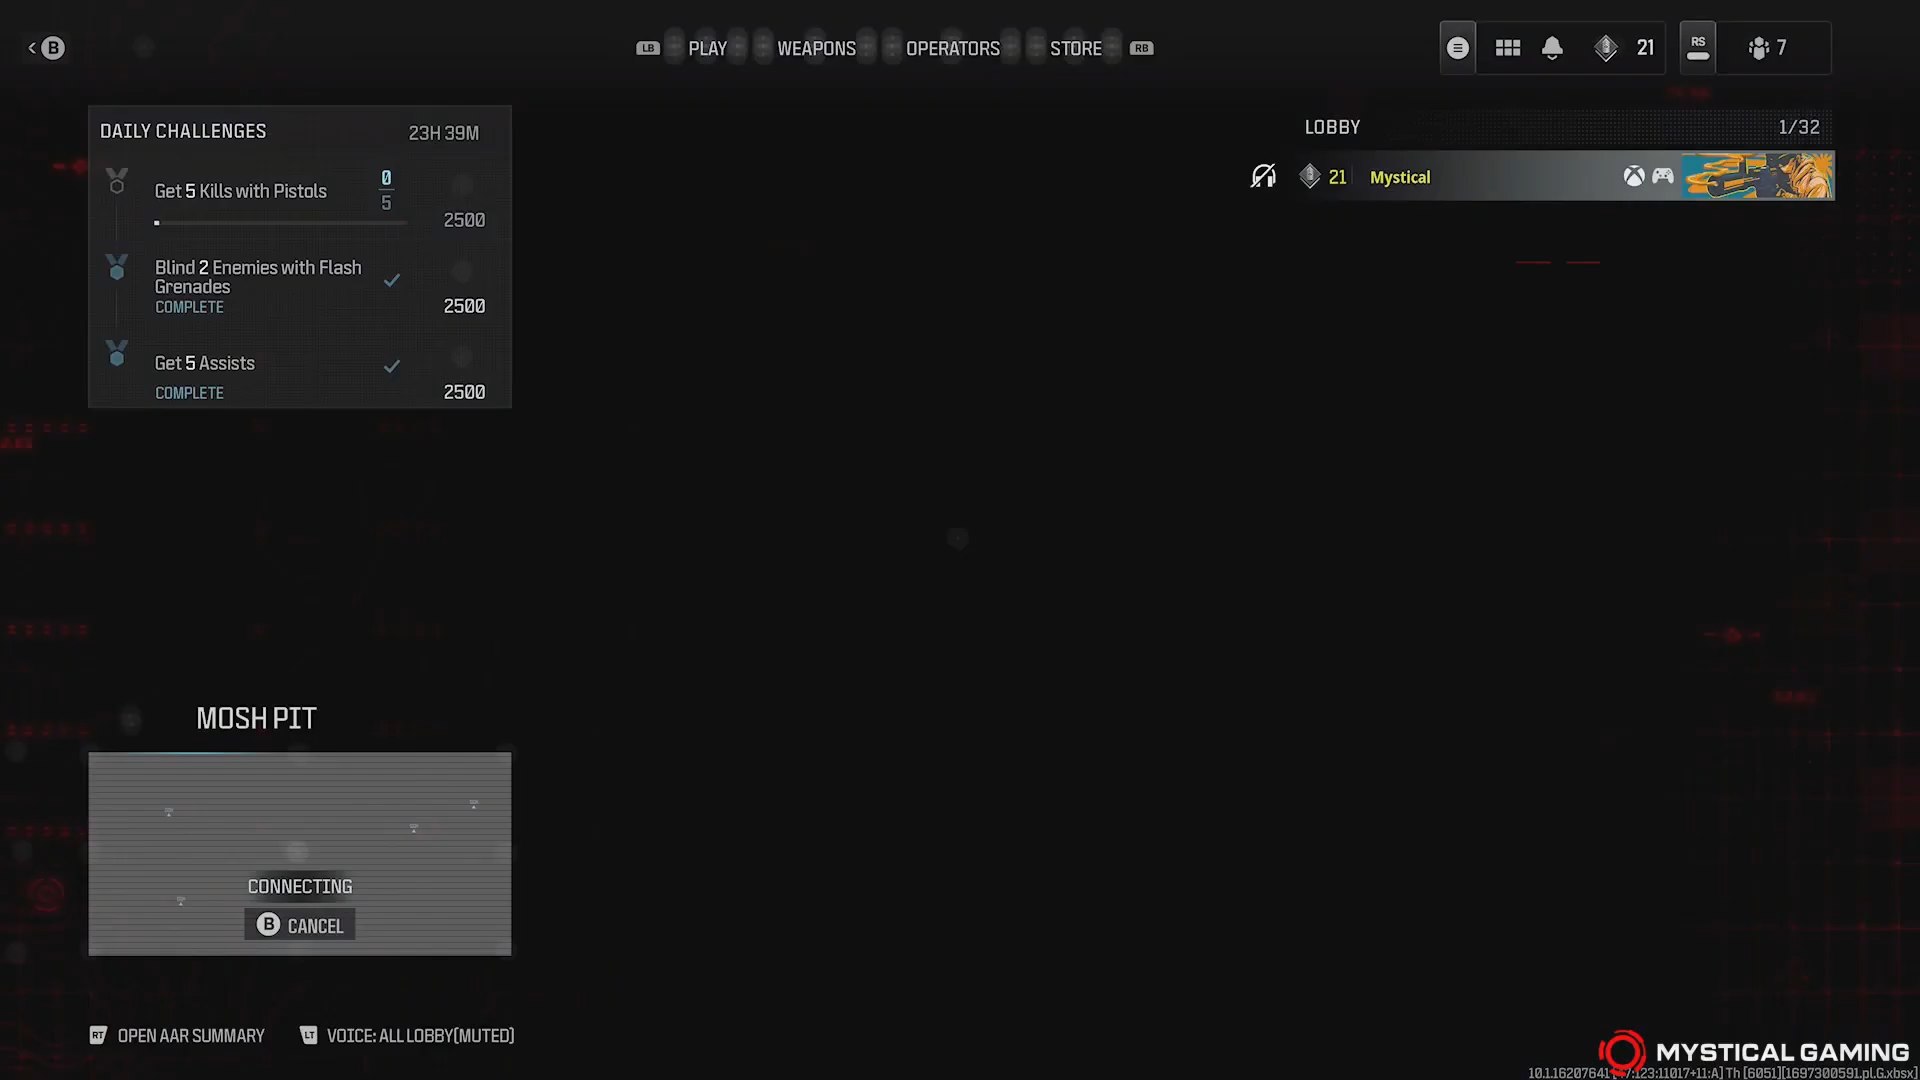 B
LB PLAY WEAPONS OPERATORS STORE RB
21 RS 7
DAILY CHALLENGES 23H 39M
Get 5 Kills with Pistols 0
5
2500
Blind 2 Enemies with Flash
Grenades
COMPLETE 2500
Get 5 Assists
COMPLETE 2500
LOBBY 1/32
21 Mystical
MOSH PIT
CONNECTING
B CANCEL
RT OPEN AAR SUMMARY LT VOICE: ALL LOBBY(MUTED)
MYSTICAL GAMING